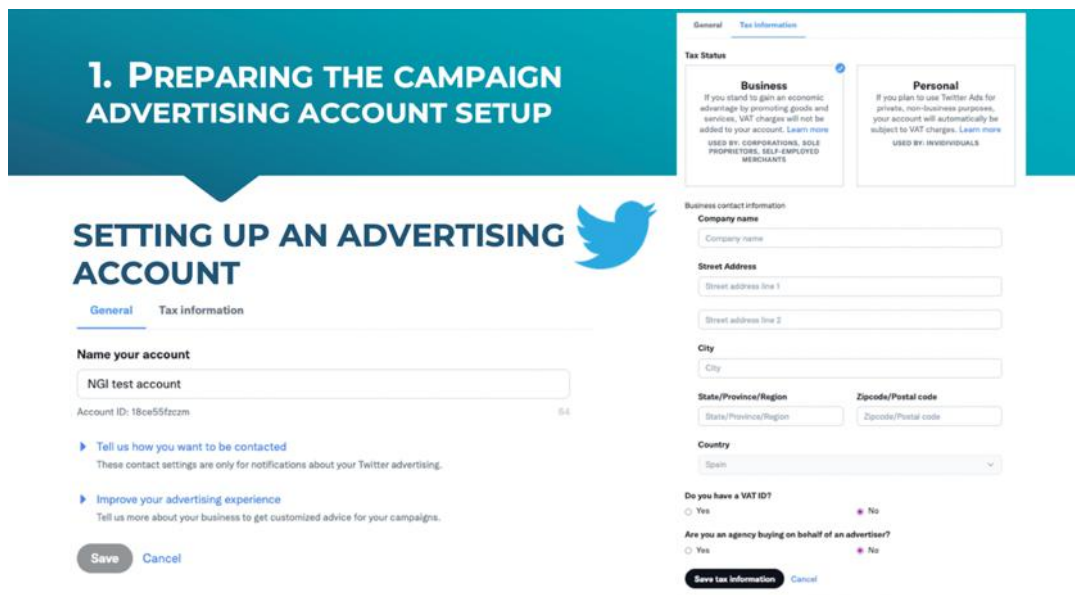 1. PREPARING THE CAMPAIGN
ADVERTISING ACCOUNT SETUP
SETTING UP AN ADVERTISING
ACCOUNT
General Tax information
Name your account
NGI test account
Account ID: 18ce55fzczm 64
Tell us how you want to be contacted
These contact settings are only for notifications about your Twitter advertising.
Improve your advertising experience
Tell us more about your business to get customized advice for your campaigns.
Save Cancel
General Tax information
Tax Status
Business
If you stand to gain an economic
advantage by promoting goods and
services, VAT charges will not be
added to your account. Learn more
USED BY: CORPORATIONS, SOLE
PROPRIETORS, SELF-EMPLOYED
MERCHANTS
Personal
If you plan to use Twitter Ads for
private, non-business purposes,
your account will automatically be
subject to VAT charges. Learn more
USED BY: INVIDIVIDUALS
Business contact information
Company name
Company name
Street Address
Street address line 1
Street address line 2
City
City
State/Province/Region Zipcode/Postal code
State/Province/Region Zipcode/Postal code
Country
Spain
Do you have a VAT ID?
Yes No
Are you an agency buying on behalf of an advertiser?
Yes No
Save tax information Cancel